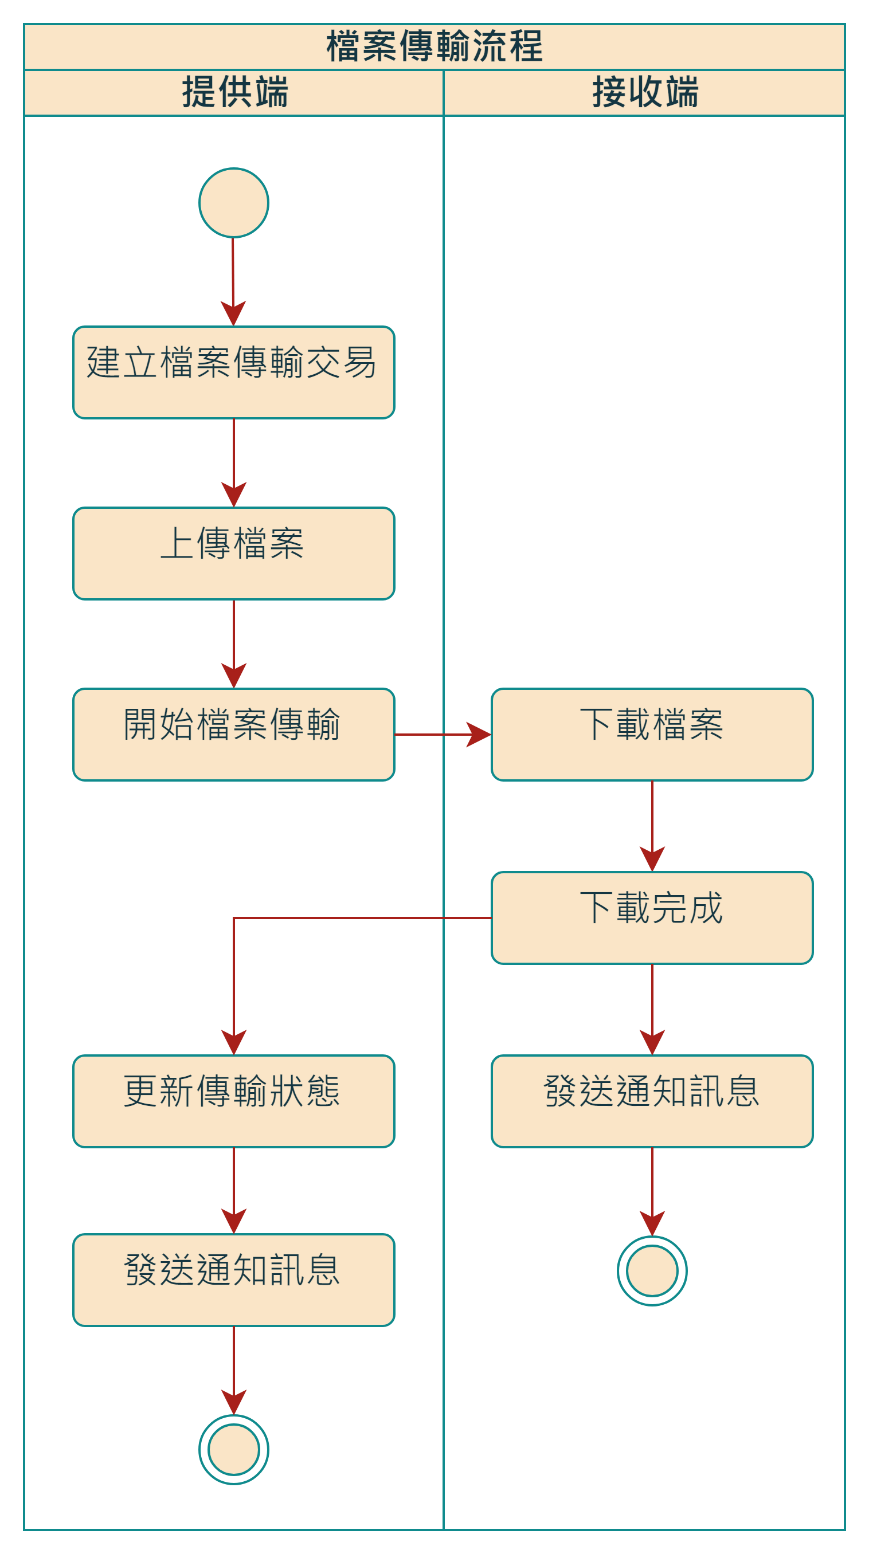 檔案傳輸流程
提供端
接收端
建立檔案傳輸交易
上傳檔案
開始檔案傳輸
下載檔案
下載完成
更新傳輸狀態
發送通知訊息
發送通知訊息